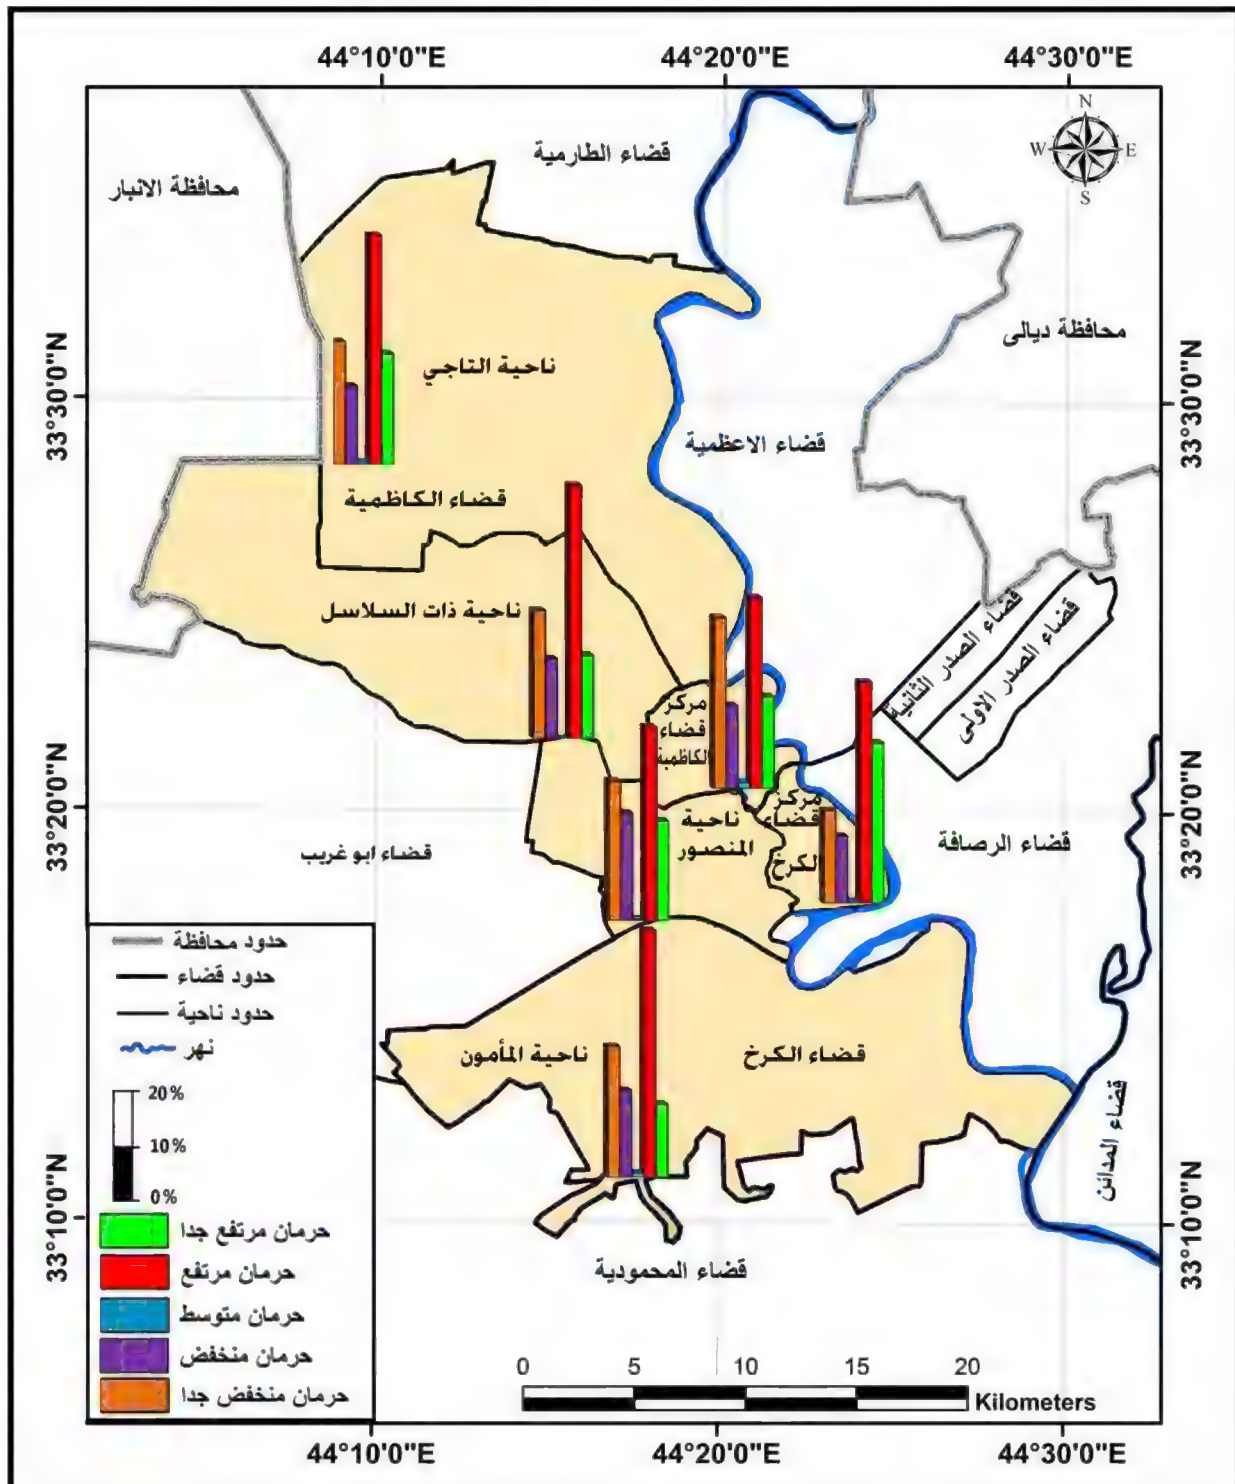 44°10'0"E
44°20'0"E
44°30'0"E
N
W
E
S
قضاء الطارمية
محافظة الانبار
محافظة ديالى
33°30'0"N
33°30'0"N
ناحية التاجي
قضاء الاعظمية
قضاء الكاظمية
ناحية ذات السلاسل
قضاء الصدر الثانية
قضاء الصدر الاولى
مركز
قضاء
الكاظمية
33°20'0"N
33°20'0"N
مركز
قضاء
الكرخ
ناحية
المنصور
قضاء الرصافة
قضاء ابو غريب
حدود محافظة
حدود قضاء
حدود ناحية
نهر
ناحية المأمون
قضاء الكرخ
قضاء المدائن
20%
10%
0%
33°10'0"N
33°10'0"N
حرمان مرتفع جدا
حرمان مرتفع
حرمان متوسط
حرمان منخفض
حرمان منخفض جدا
قضاء المحمودية
0 5 10 15 20
Kilometers
44°10'0"E
44°20'0"E
44°30'0"E